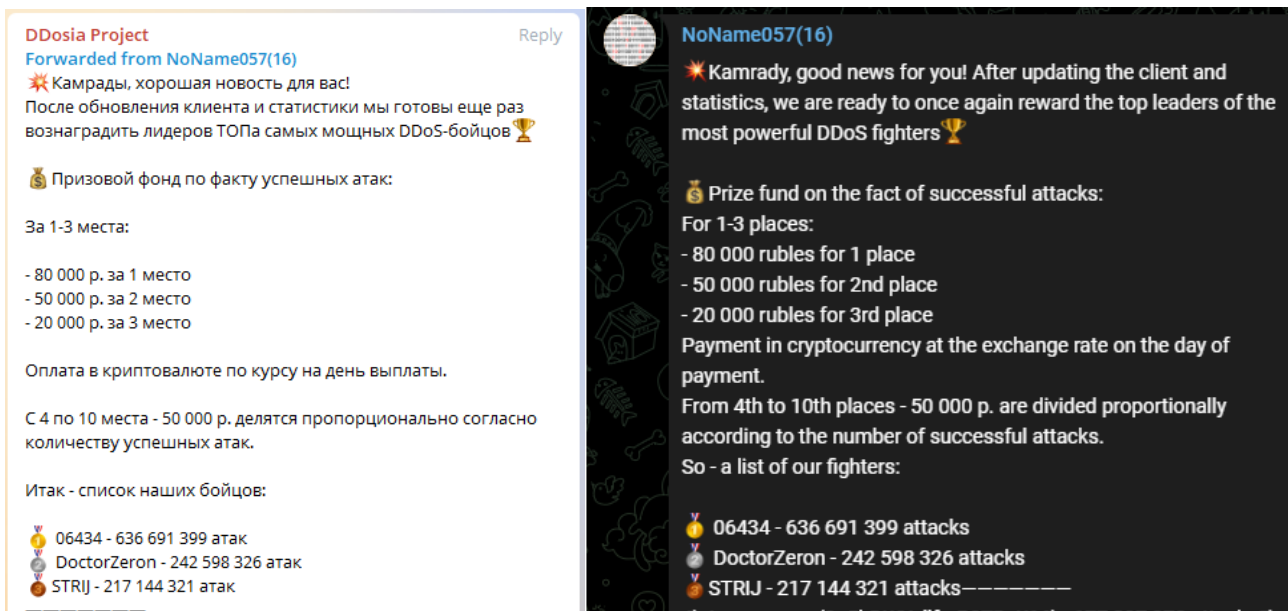 DDosia Project
Reply
Forwarded from NoName057(16)
💥Камрады, хорошая новость для вас!
После обновления клиента и статистики мы готовы еще раз
вознаградить лидеров ТОПа самых мощных DDoS-бойцов🏆
💰Призовой фонд по факту успешных атак:
За 1-3 места:
- 80 000 р. за 1 место
- 50 000 р. за 2 место
- 20 000 р. за 3 место
Оплата в криптовалюте по курсу на день выплаты.
С 4 по 10 места - 50 000 р. делятся пропорционально согласно
количеству успешных атак.
Итак - список наших бойцов:
🥇 06434 - 636 691 399 атак
🥈 DoctorZeron - 242 598 326 атак
🥉 STRIJ - 217 144 321 атак
NoName057(16)
💥Kamrady, good news for you! After updating the client and
statistics, we are ready to once again reward the top leaders of the
most powerful DDoS fighters🏆
💰Prize fund on the fact of successful attacks:
For 1-3 places:
- 80 000 rubles for 1 place
- 50 000 rubles for 2nd place
- 20 000 rubles for 3rd place
Payment in cryptocurrency at the exchange rate on the day of
payment.
From 4th to 10th places - 50 000 p. are divided proportionally
according to the number of successful attacks.
So - a list of our fighters:
🥇 06434 - 636 691 399 attacks
🥈 DoctorZeron - 242 598 326 attacks
🥉 STRIJ - 217 144 321 attacks———————